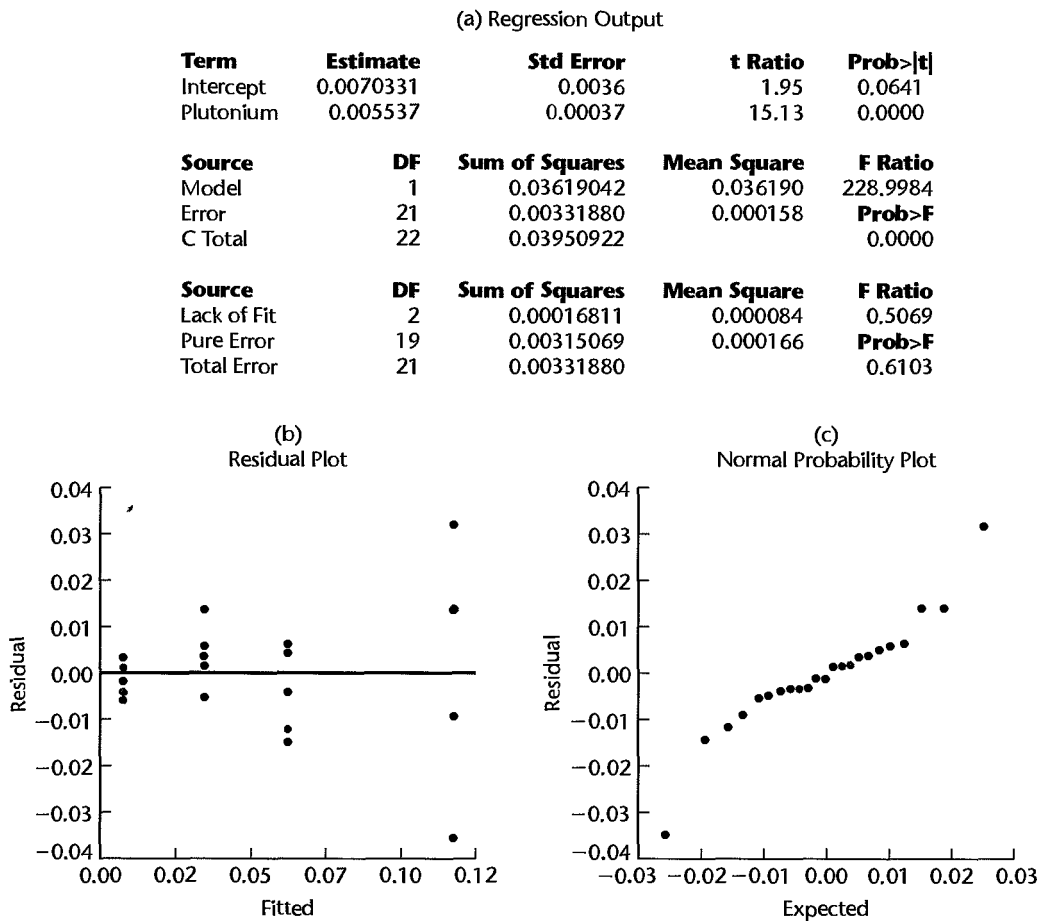 (a) Regression Output
Term Estimate Std Error t Ratio Prob>|t|
Intercept 0.0070331 0.0036 1.95 0.0641
Plutonium 0.005537 0.00037 15.13 0.0000
Source DF Sum of Squares Mean Square F Ratio
Model 1 0.03619042 0.036190 228.9984
Error 21 0.00331880 0.000158 Prob>F
C Total 22 0.03950922 0.0000
Source DF Sum of Squares Mean Square F Ratio
Lack of Fit 2 0.00016811 0.000084 0.5069
Pure Error 19 0.00315069 0.000166 Prob>F
Total Error 21 0.00331880 0.6103
(b)
Residual Plot
0.04
0.03
0.02
0.01
0.00
−0.01
−0.02
−0.03
−0.04
Residual
0.00 0.02 0.07 0.10 0.12
Fitted
(c)
Normal Probability Plot
0.04
0.03
0.02
0.01
0.00
−0.01
−0.02
−0.03
−0.04
Residual
−0.03 −0.02 −0.01 0.00 0.01 0.02 0.03
Expected